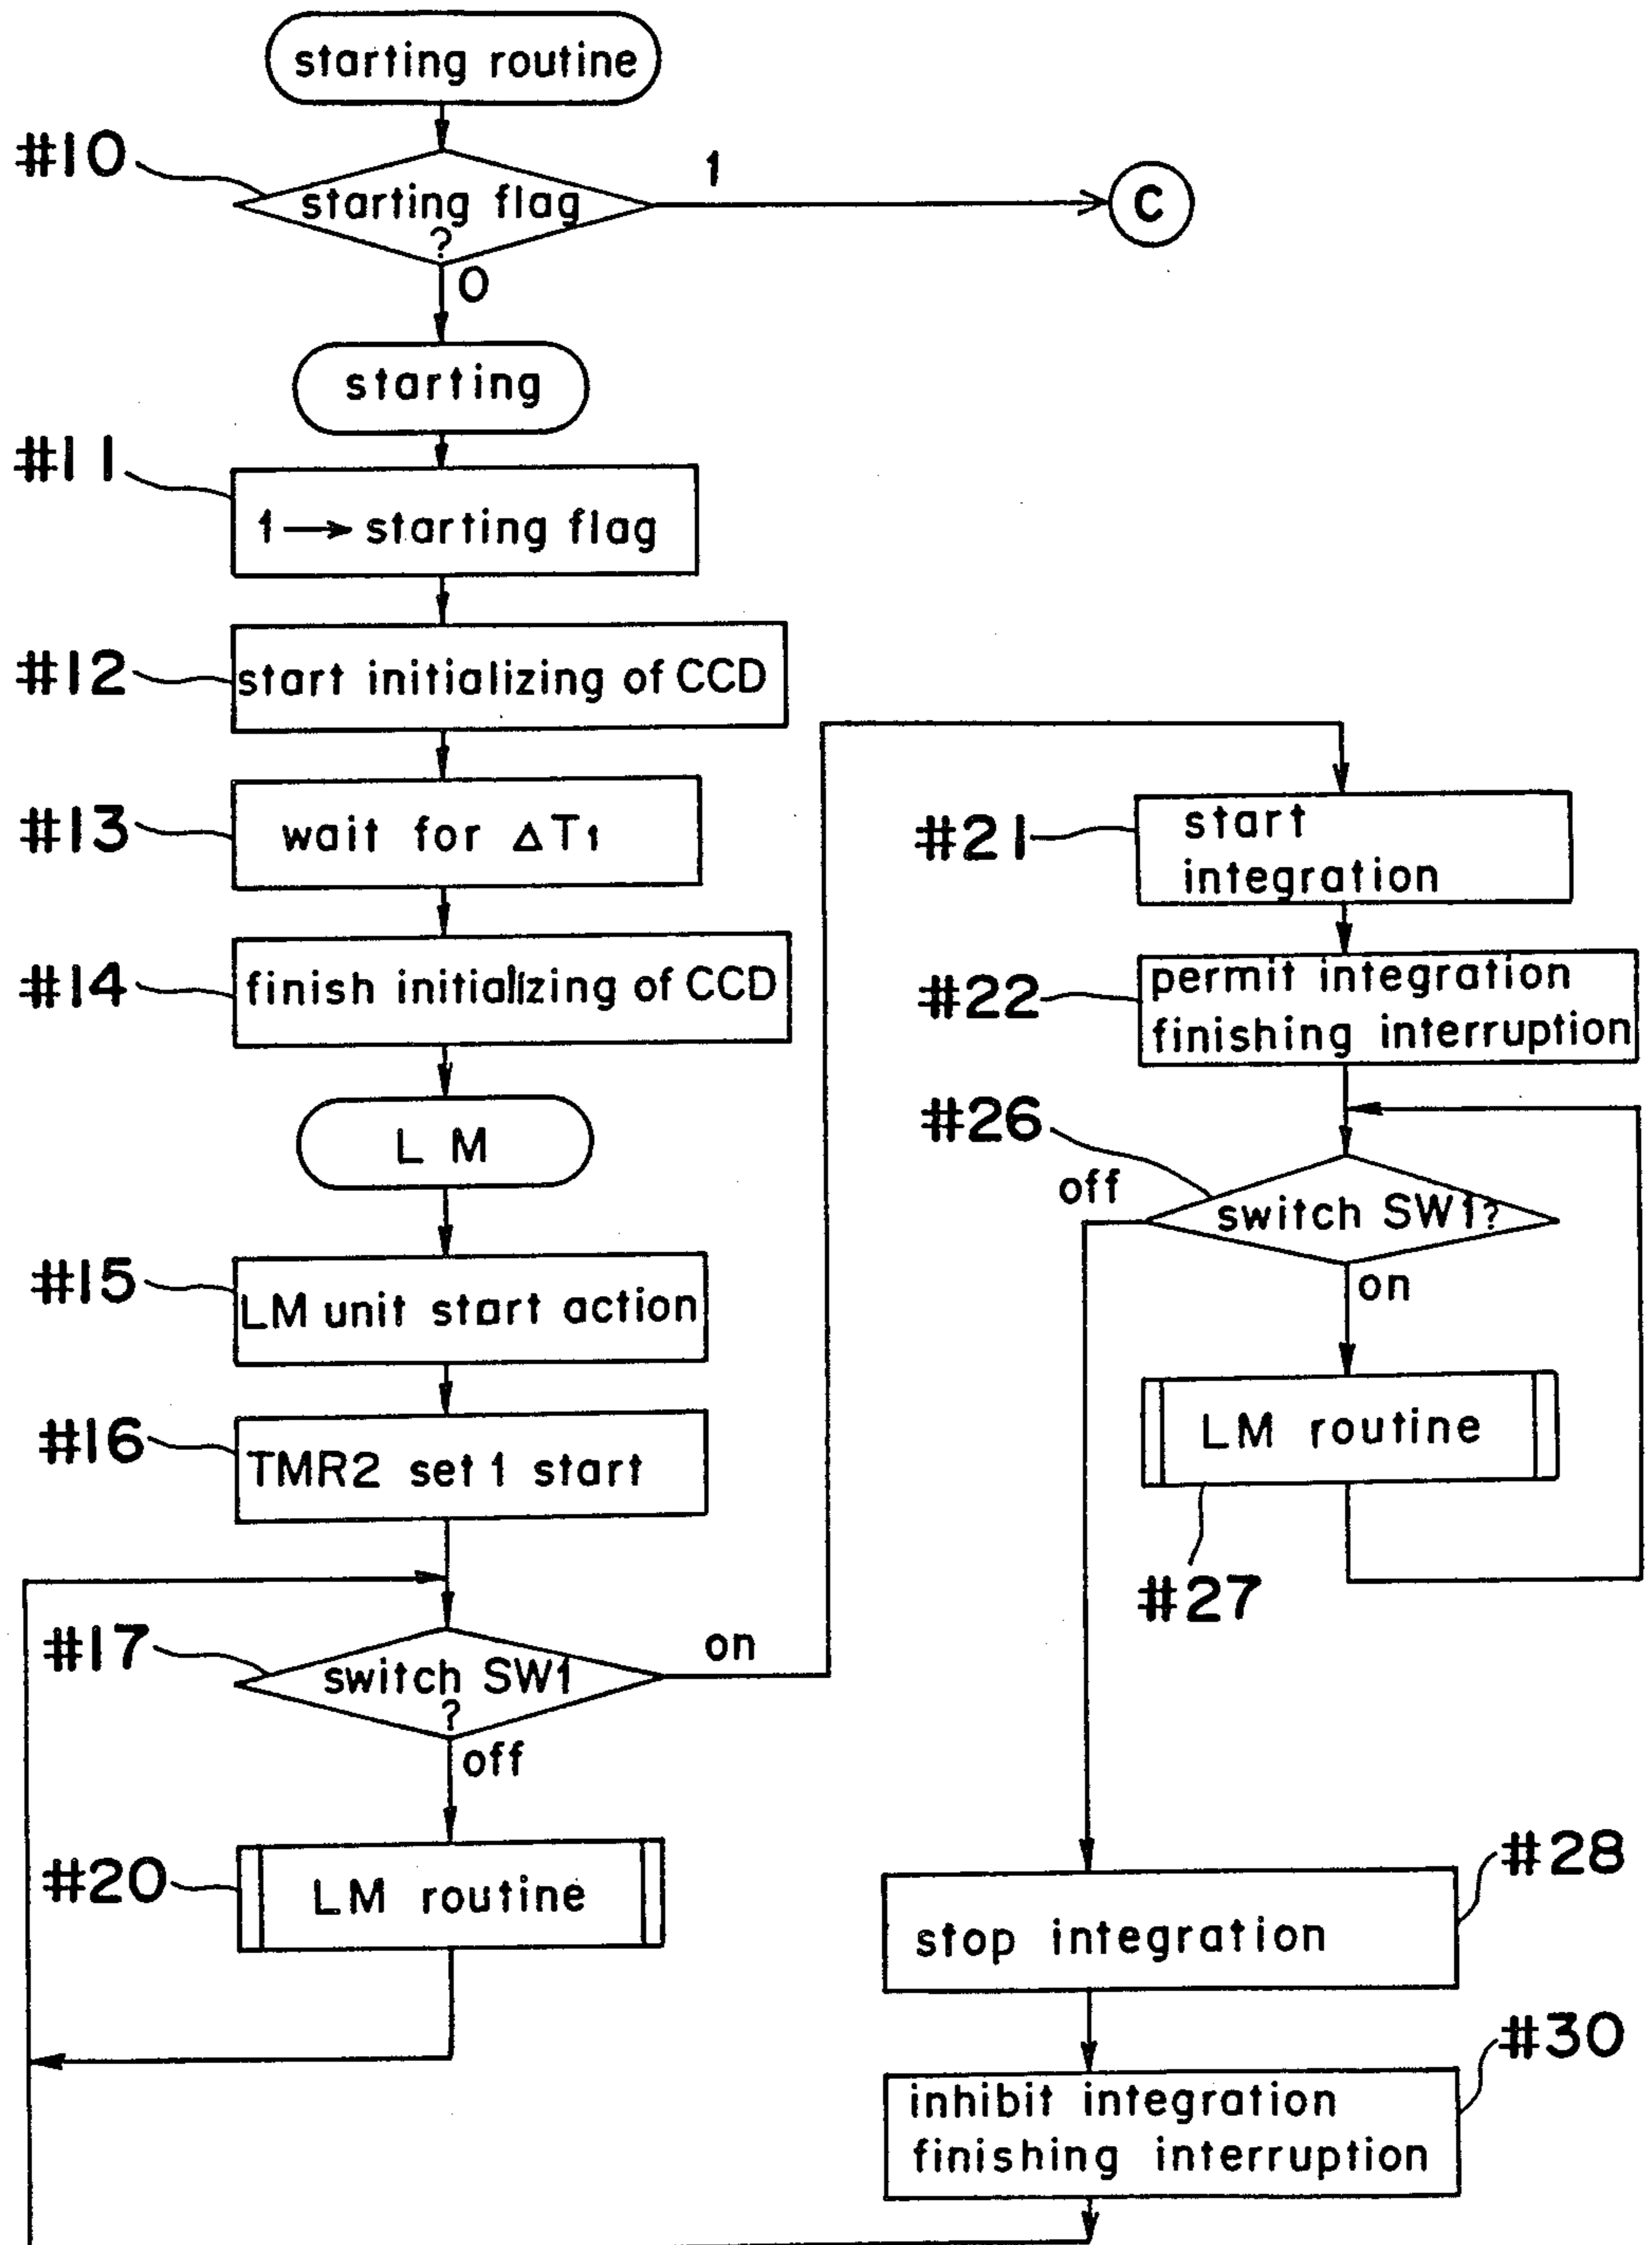 starting routine
#10
starting flag
?
1
C
0
starting
#11
1 → starting flag
#12
start initializing of CCD
#13
wait for ΔT1
#14
finish initializing of CCD
L M
#15
LM unit start action
#16
TMR2 set 1 start
#17
switch SW1
?
on
off
#20
LM routine
#21
start
integration
#22
permit integration
finishing interruption
#26
off
switch SW1?
on
LM routine
#27
#28
stop integration
#30
inhibit integration
finishing interruption